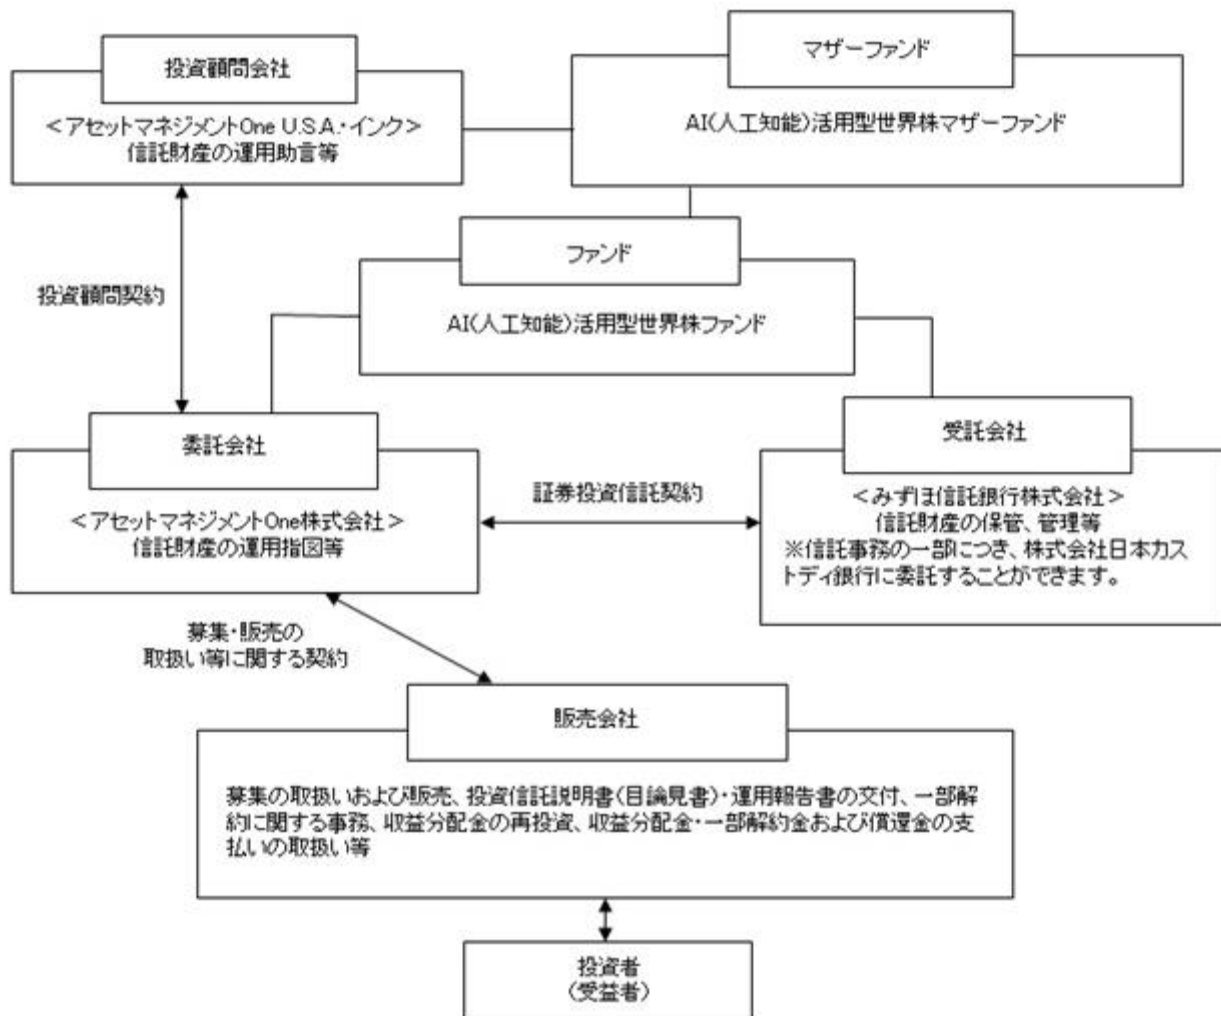 マザーファンド
投資顧問会社
AI(人工知能)活用型世界株マザーファンド
＜アセットマネジメントOne U.S.A.・インク＞
信託財産の運用助言等
ファンド
投資顧問契約
AI(人工知能)活用型世界株ファンド
委託会社
受託会社
証券投資信託契約
＜アセットマネジメントOne株式会社＞
信託財産の運用指図等
＜みずほ信託銀行株式会社＞
信託財産の保管、管理等
※信託事務の一部につき、株式会社日本カス
トディ銀行に委託することができます。
募集・販売の
取扱い等に関する契約
販売会社
募集の取扱いおよび販売、投資信託説明書(目論見書)・運用報告書の交付、一部解
約に関する事務、収益分配金の再投資、収益分配金・一部解約金および償還金の支
払いの取扱い等
投資者
(受益者)